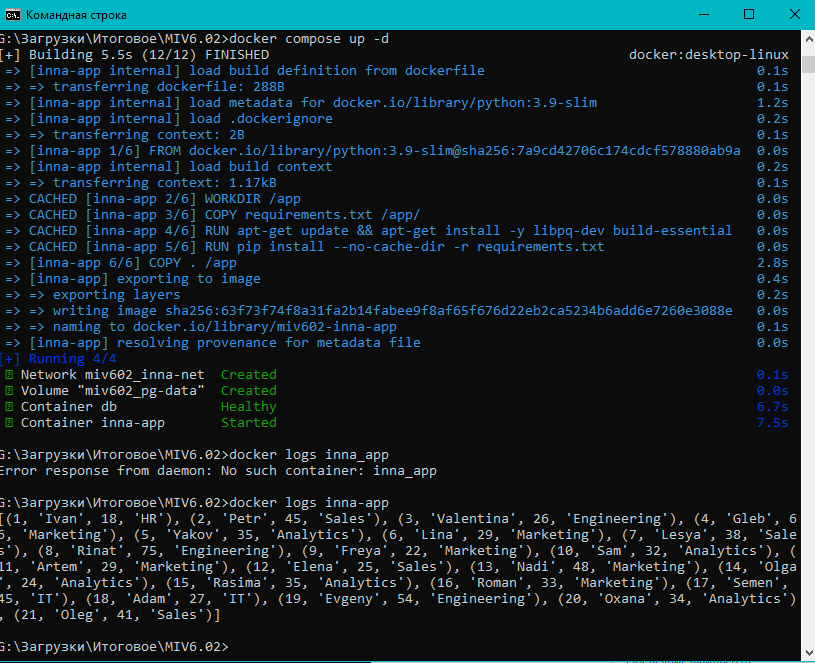 Командная строка
G:\Загрузки\Итоговое\MIV6.02>docker compose up -d
[+] Building 5.5s (12/12) FINISHED docker:desktop-linux
=> [inna-app internal] load build definition from dockerfile 0.1s
=> => transferring dockerfile: 288B 0.1s
=> [inna-app internal] load metadata for docker.io/library/python:3.9-slim 1.2s
=> [inna-app internal] load .dockerignore 0.2s
=> => transferring context: 2B 0.1s
=> [inna-app 1/6] FROM docker.io/library/python:3.9-slim@sha256:7a9cd42706c174cdcf578880ab9a 0.0s
=> [inna-app internal] load build context 0.2s
=> => transferring context: 1.17kB 0.1s
=> CACHED [inna-app 2/6] WORKDIR /app 0.0s
=> CACHED [inna-app 3/6] COPY requirements.txt /app/ 0.0s
=> CACHED [inna-app 4/6] RUN apt-get update && apt-get install -y libpq-dev build-essential 0.0s
=> CACHED [inna-app 5/6] RUN pip install --no-cache-dir -r requirements.txt 0.0s
=> [inna-app 6/6] COPY . /app 2.8s
=> [inna-app] exporting to image 0.4s
=> => exporting layers 0.2s
=> => writing image sha256:63f73f74f8a31fa2b14fabee9f8af65f676d22eb2ca5234b6add6e7260e3088e 0.0s
=> => naming to docker.io/library/miv602-inna-app 0.1s
=> [inna-app] resolving provenance for metadata file 0.0s
[+] Running 4/4
Network miv602_inna-net Created 0.1s
Volume "miv602_pg-data" Created 0.0s
Container db Healthy 6.7s
Container inna-app Started 7.5s
G:\Загрузки\Итоговое\MIV6.02>docker logs inna_app
Error response from daemon: No such container: inna_app
G:\Загрузки\Итоговое\MIV6.02>docker logs inna-app
[(1, 'Ivan', 18, 'HR'), (2, 'Petr', 45, 'Sales'), (3, 'Valentina', 26, 'Engineering'), (4, 'Gleb', 6
6, 'Marketing'), (5, 'Yakov', 35, 'Analytics'), (6, 'Lina', 29, 'Marketing'), (7, 'Lesya', 38, 'Sale
s'), (8, 'Rinat', 75, 'Engineering'), (9, 'Freya', 22, 'Marketing'), (10, 'Sam', 32, 'Analytics'), (
11, 'Artem', 29, 'Marketing'), (12, 'Elena', 25, 'Sales'), (13, 'Nadi', 48, 'Marketing'), (14, 'Olga
', 24, 'Analytics'), (15, 'Rasima', 35, 'Analytics'), (16, 'Roman', 33, 'Marketing'), (17, 'Semen',
45, 'IT'), (18, 'Adam', 27, 'IT'), (19, 'Evgeny', 54, 'Engineering'), (20, 'Oxana', 34, 'Analytics')
, (21, 'Oleg', 41, 'Sales')]
G:\Загрузки\Итоговое\MIV6.02>